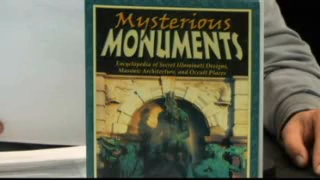 Mysterious
MONUMENTS
Encyclopedia of Secret Illuminati Designs,
Masonic Architecture, and Occult Places